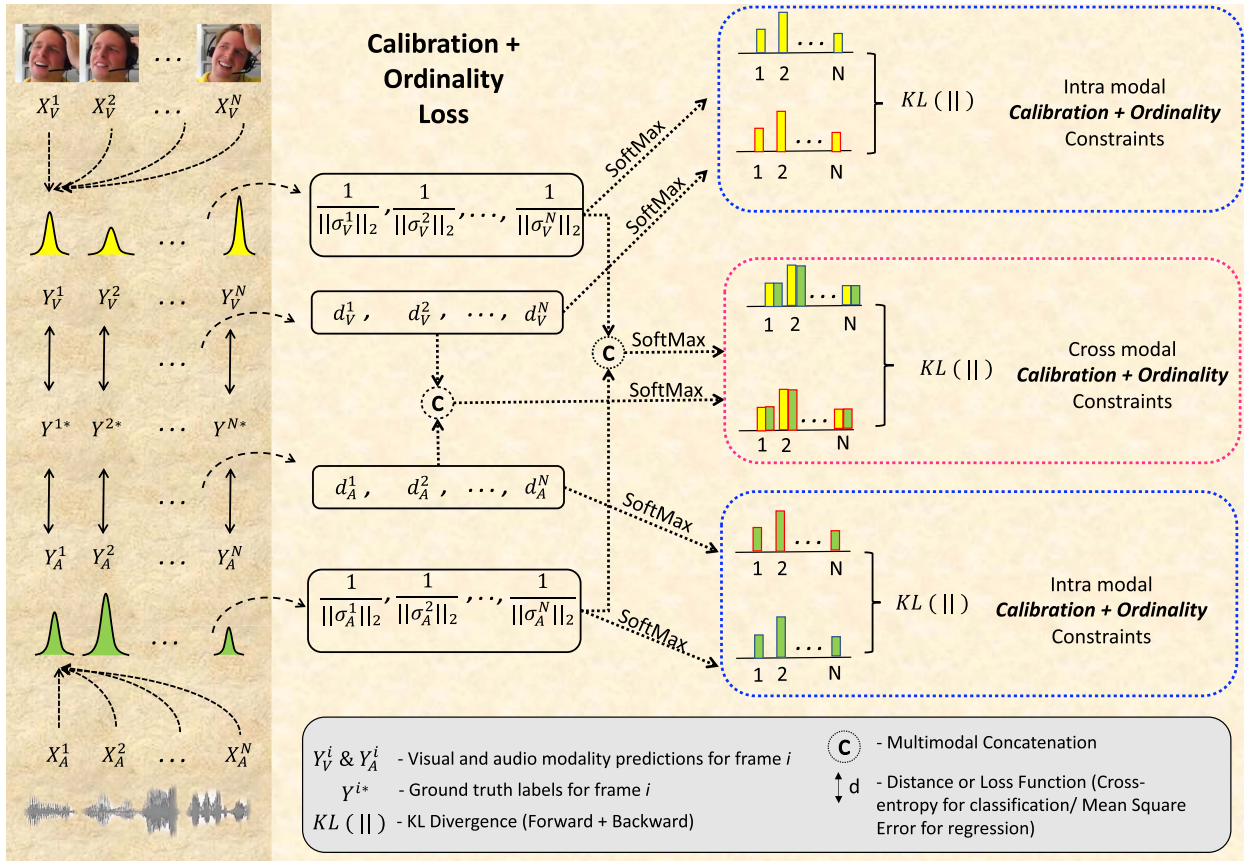 Calibration +
Ordinality
Loss
X_V^1 X_V^2 ... X_V^N
Y_V^1 Y_V^2 ... Y_V^N
...
Y^{1*} Y^{2*} ... Y^{N*}
...
Y_A^1 Y_A^2 ... Y_A^N
...
X_A^1 X_A^2 ... X_A^N
1/||σ_V^1||_2 , 1/||σ_V^2||_2 , ..., 1/||σ_V^N||_2
d_V^1 , d_V^2 , ..., d_V^N
C
C
d_A^1 , d_A^2 , ..., d_A^N
1/||σ_A^1||_2 , 1/||σ_A^2||_2 , ..., 1/||σ_A^N||_2
SoftMax
SoftMax
SoftMax
SoftMax
SoftMax
SoftMax
...
1 2 N
...
1 2 N
KL (||)
Intra modal
Calibration + Ordinality
Constraints
...
1 2 N
...
1 2 N
KL (||)
Cross modal
Calibration + Ordinality
Constraints
...
1 2 N
...
1 2 N
KL (||)
Intra modal
Calibration + Ordinality
Constraints
Y_V^i & Y_A^i - Visual and audio modality predictions for frame i
Y^{i*} - Ground truth labels for frame i
KL (||) - KL Divergence (Forward + Backward)
C - Multimodal Concatenation
d - Distance or Loss Function (Cross-
entropy for classification/ Mean Square
Error for regression)